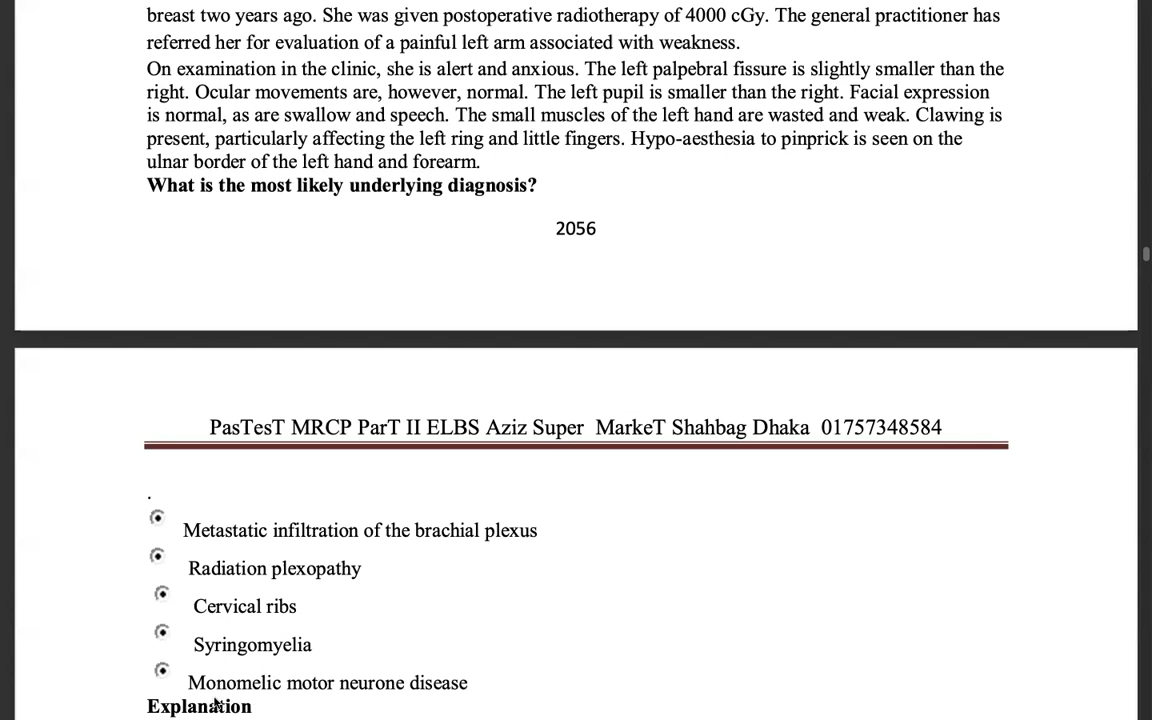 breast two years ago. She was given postoperative radiotherapy of 4000 cGy. The general practitioner has
referred her for evaluation of a painful left arm associated with weakness.
On examination in the clinic, she is alert and anxious. The left palpebral fissure is slightly smaller than the
right. Ocular movements are, however, normal. The left pupil is smaller than the right. Facial expression
is normal, as are swallow and speech. The small muscles of the left hand are wasted and weak. Clawing is
present, particularly affecting the left ring and little fingers. Hypo-aesthesia to pinprick is seen on the
ulnar border of the left hand and forearm.
What is the most likely underlying diagnosis?
2056
PasTesT MRCP ParT II ELBS Aziz Super MarkeT Shahbag Dhaka 01757348584
.
Metastatic infiltration of the brachial plexus
Radiation plexopathy
Cervical ribs
Syringomyelia
Monomelic motor neurone disease
Explanation